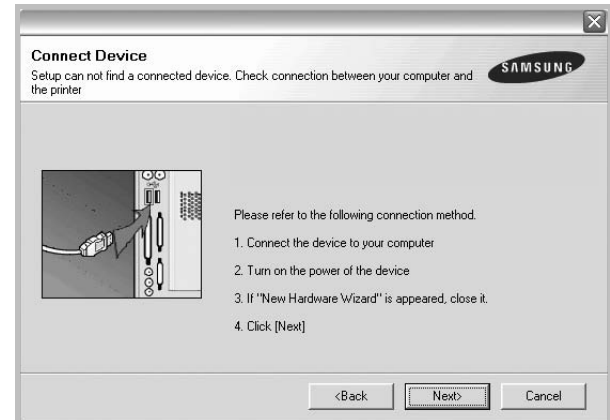 Connect Device
Setup can not find a connected device. Check connection between your computer and
the printer
SAMSUNG
Please refer to the following connection method.
1. Connect the device to your computer
2. Turn on the power of the device
3. If "New Hardware Wizard" is appeared, close it.
4. Click [Next]
<Back
Next>
Cancel